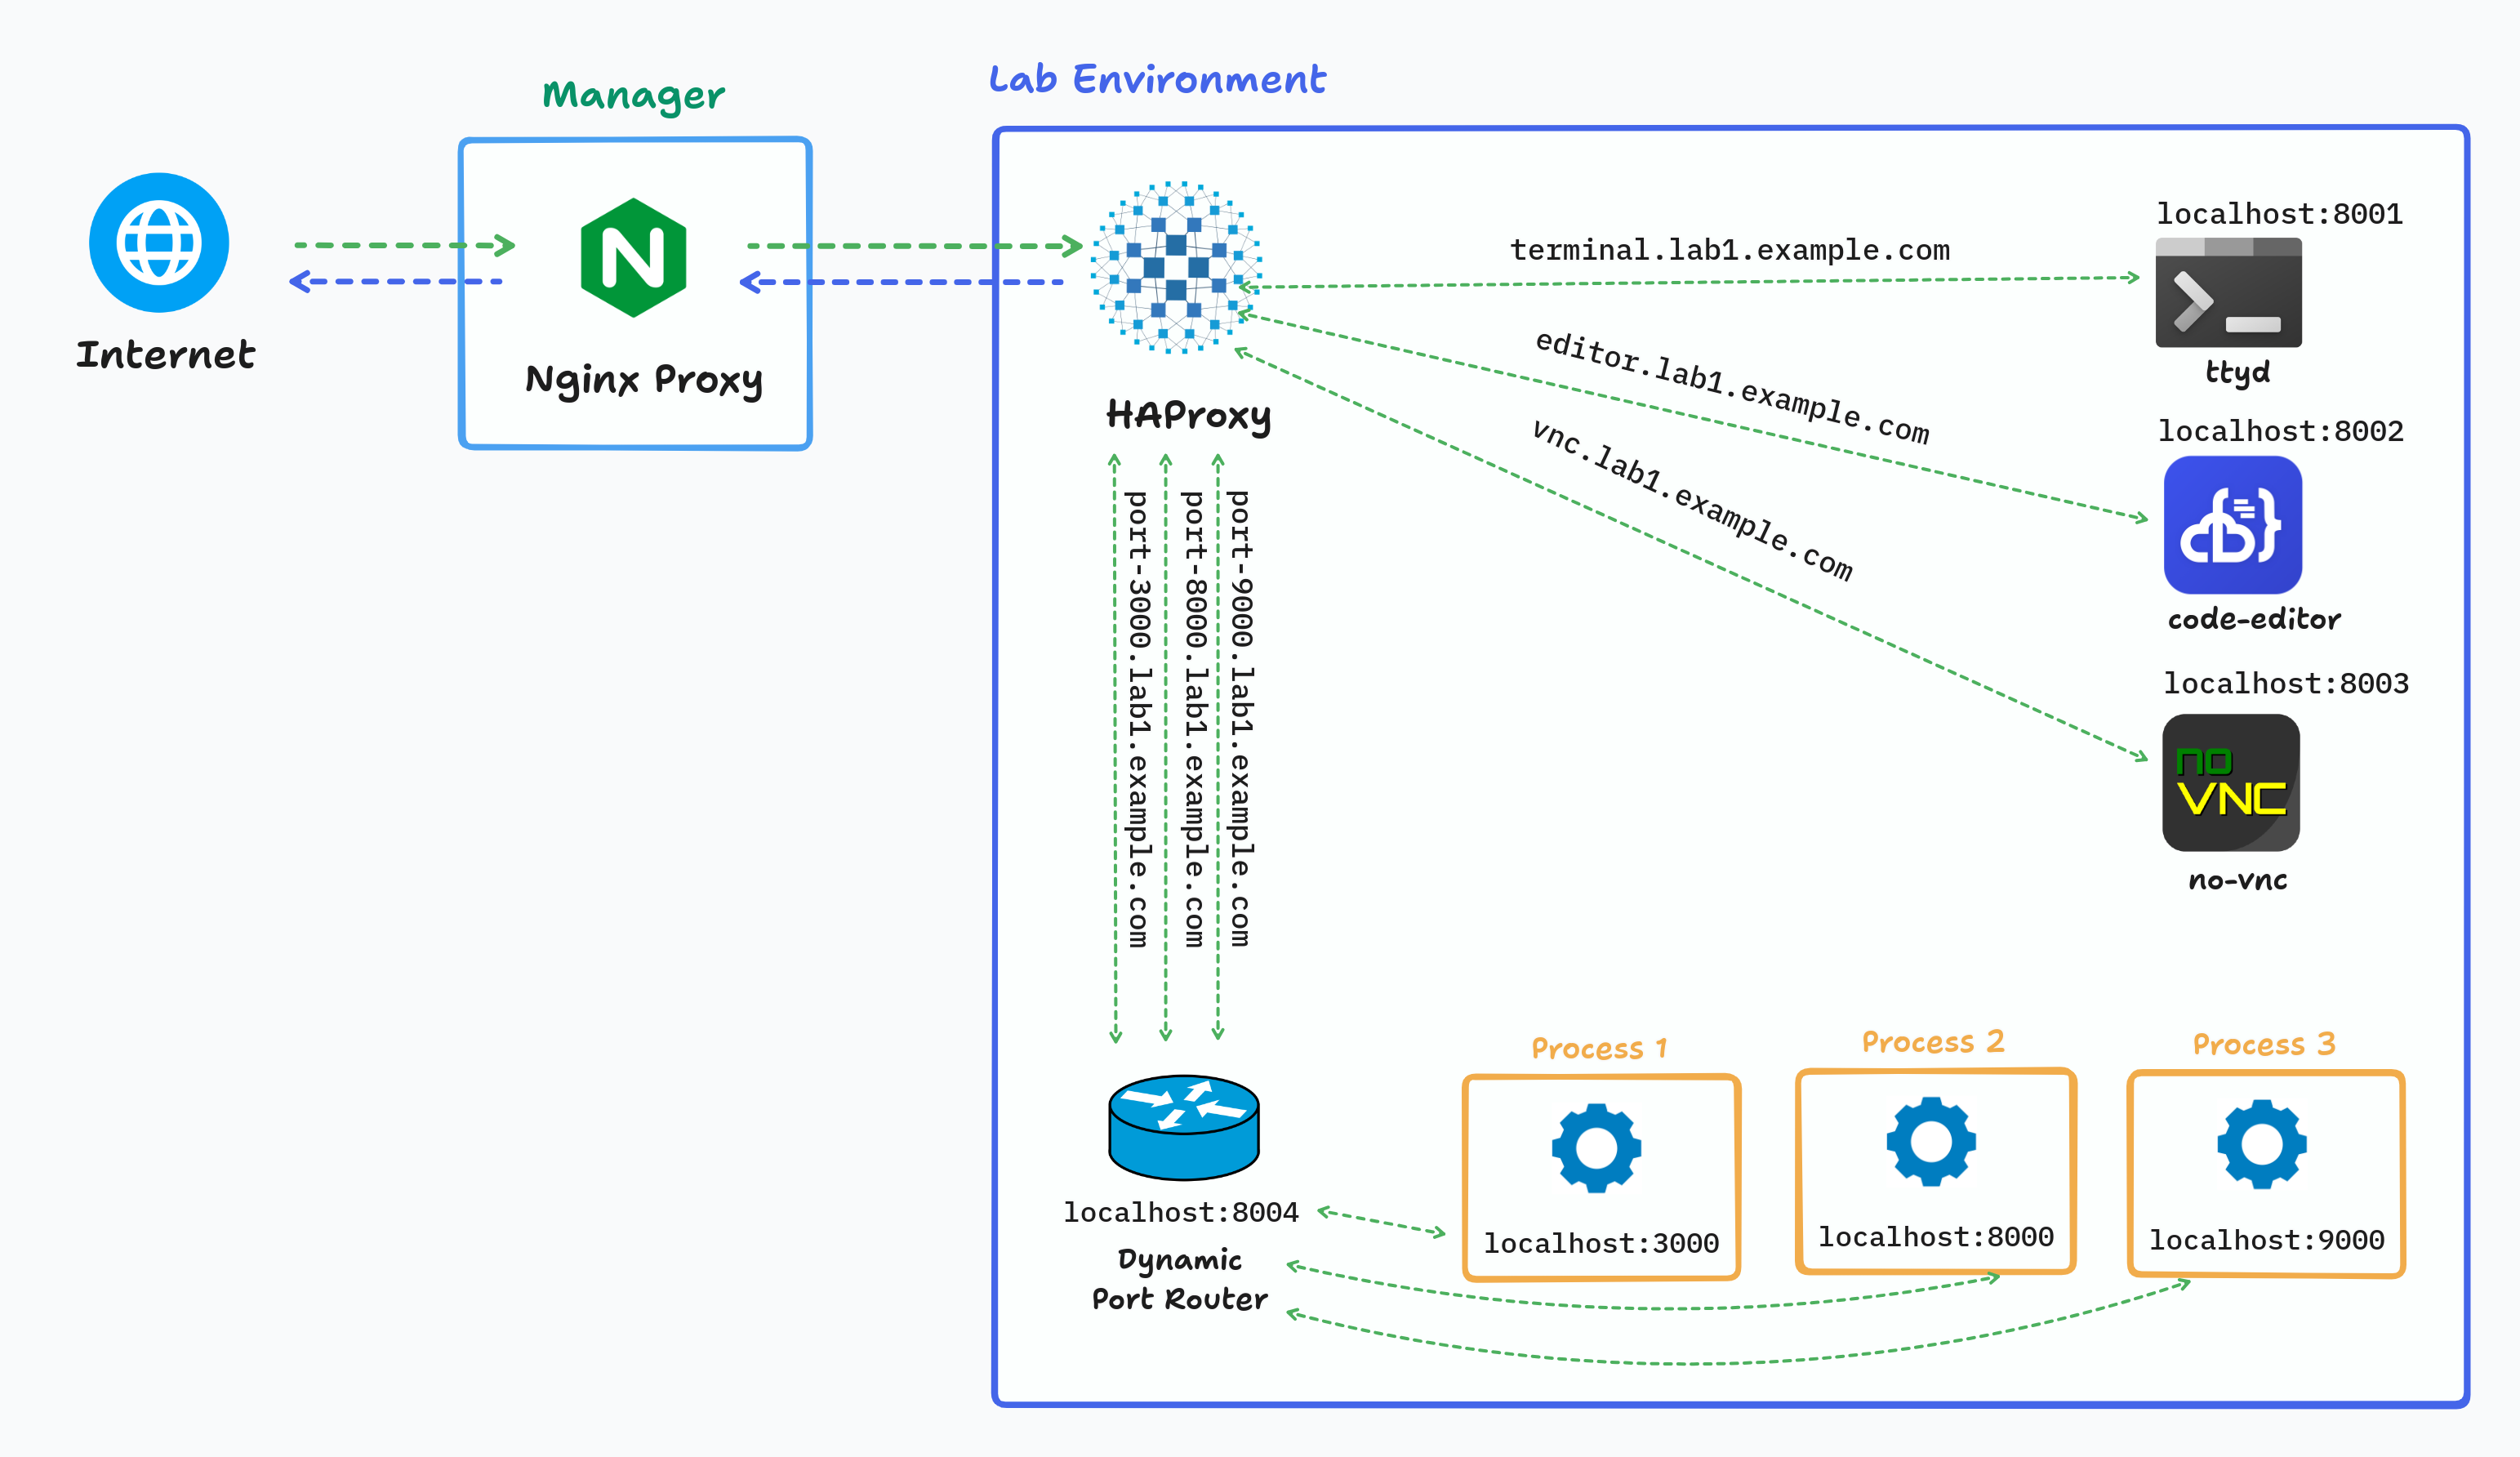 Manager
Lab Environment
Internet
Nginx Proxy
HAProxy
terminal.lab1.example.com
editor.lab1.example.com
vnc.lab1.example.com
localhost:8001
ttyd
localhost:8002
code-editor
localhost:8003
no
VNC
no-vnc
port-3000.lab1.example.com
port-8000.lab1.example.com
port-9000.lab1.example.com
localhost:8004
Dynamic
Port Router
Process 1
localhost:3000
Process 2
localhost:8000
Process 3
localhost:9000